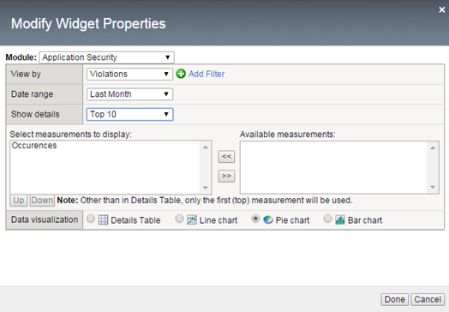 Modify Widget Properties
×
Module: Application Security
View by Violations Add Filter
Date range Last Month
Show details Top 10
Select measurements to display: Available measurements:
Occurences
<<
>>
Up Down Note: Other than in Details Table, only the first (top) measurement will be used.
Data visualization Details Table Line chart Pie chart Bar chart
Done Cancel